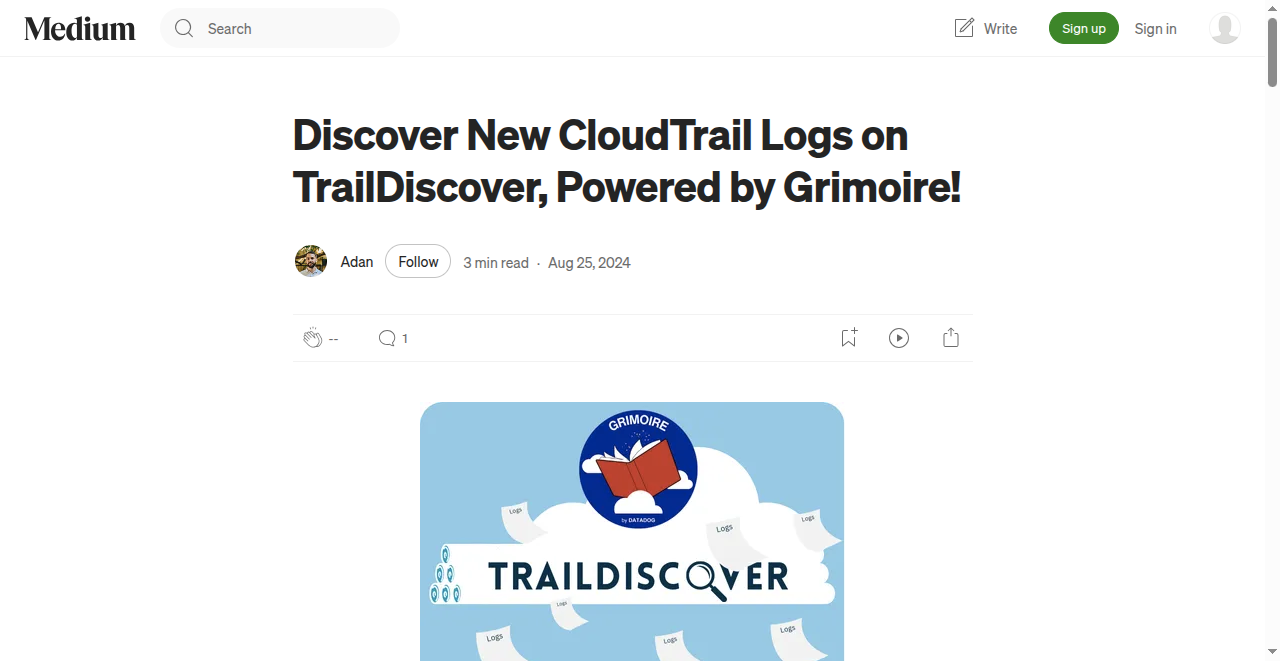 Medium
Search
Write
Sign up
Sign in
Discover New CloudTrail Logs on
TrailDiscover, Powered by Grimoire!
Adan
Follow
3 min read · Aug 25, 2024
--
1
GRIMOIRE
by DATADOG
Logs
Logs
Logs
TRAILDISCOVER
Logs
Logs
Logs
Logs